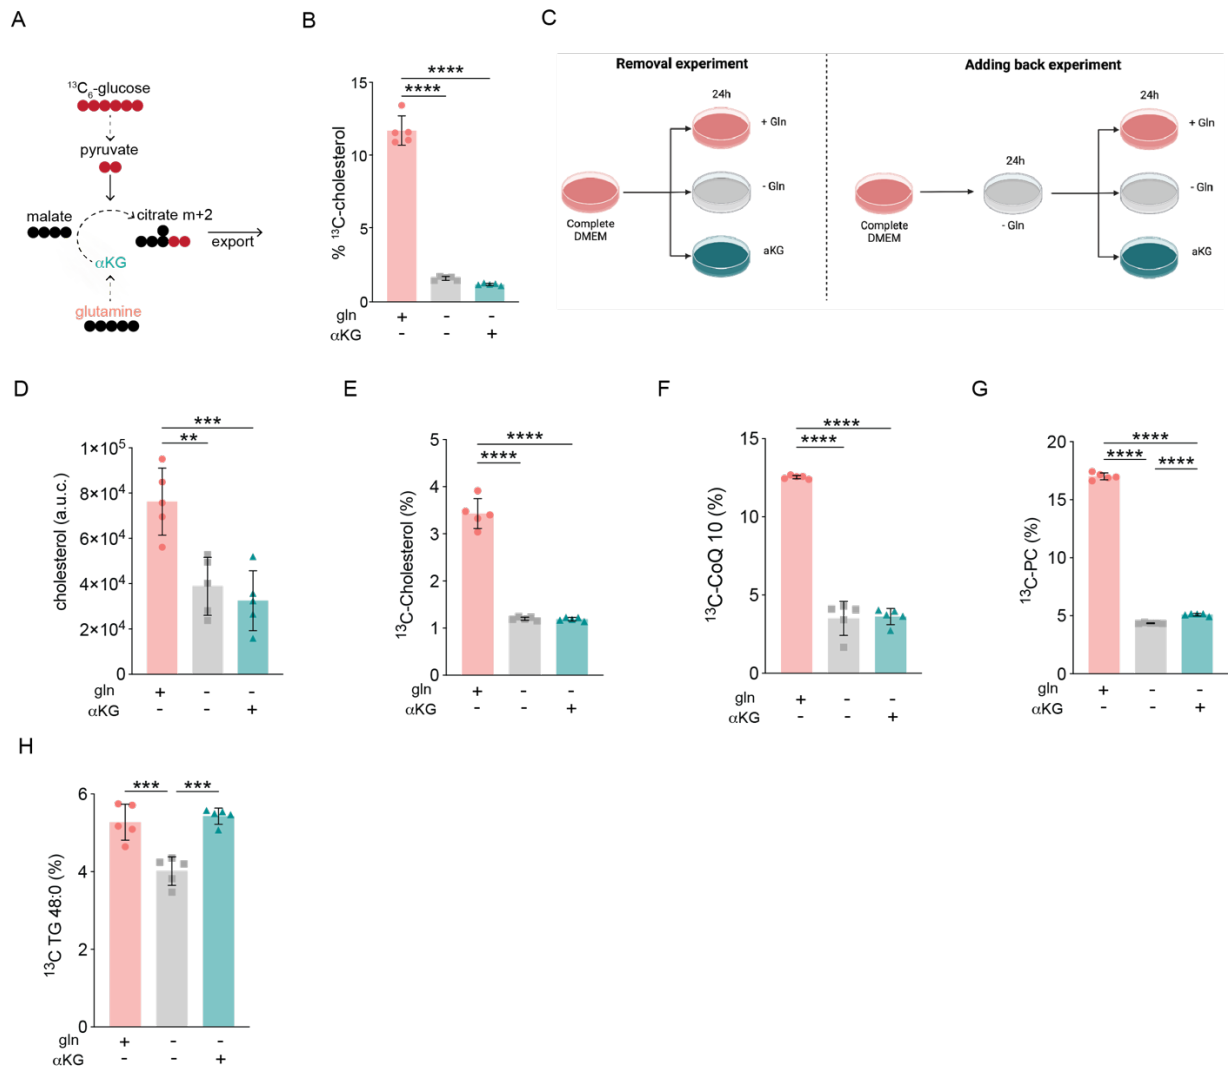 A
¹³C₆-glucose
pyruvate
malate
citrate m+2
export
αKG
glutamine
B
% ¹³C-cholesterol
15
10
5
0
****
****
gln + - -
αKG - - +
C
Removal experiment
24h
+ Gln
- Gln
aKG
Complete
DMEM
Adding back experiment
24h
24h
+ Gln
- Gln
aKG
Complete
DMEM
- Gln
D
cholesterol (a.u.c.)
1×10⁵
8×10⁴
6×10⁴
4×10⁴
2×10⁴
0
***
**
gln + - -
αKG - - +
E
¹³C-Cholesterol (%)
5
4
3
2
1
0
****
****
gln + - -
αKG - - +
F
¹³C-CoQ 10 (%)
15
10
5
0
****
****
gln + - -
αKG - - +
G
¹³C-PC (%)
20
15
10
5
0
****
**** ****
gln + - -
αKG - - +
H
¹³C TG 48:0 (%)
6
4
2
0
*** ***
gln + - -
αKG - - +